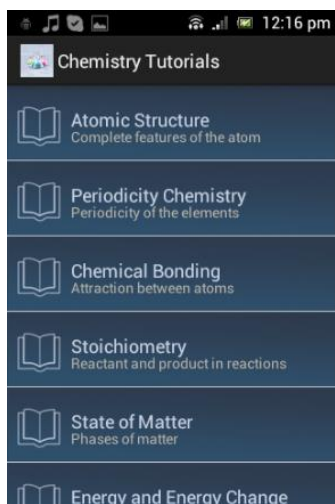 12:16 pm
Chemistry Tutorials
Atomic Structure
Complete features of the atom
Periodicity Chemistry
Periodicity of the elements
Chemical Bonding
Attraction between atoms
Stoichiometry
Reactant and product in reactions
State of Matter
Phases of matter
Energy and Energy Change